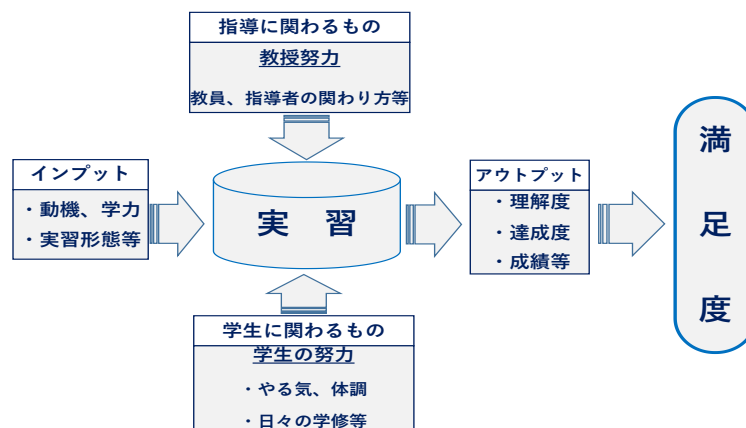 指導に関わるもの
教授努力
教員、指導者の関わり方等
インプット
・動機、学力
・実習形態等
実　習
アウトプット
・理解度
・達成度
・成績等
満
足
度
学生に関わるもの
学生の努力
・やる気、体調
・日々の学修等